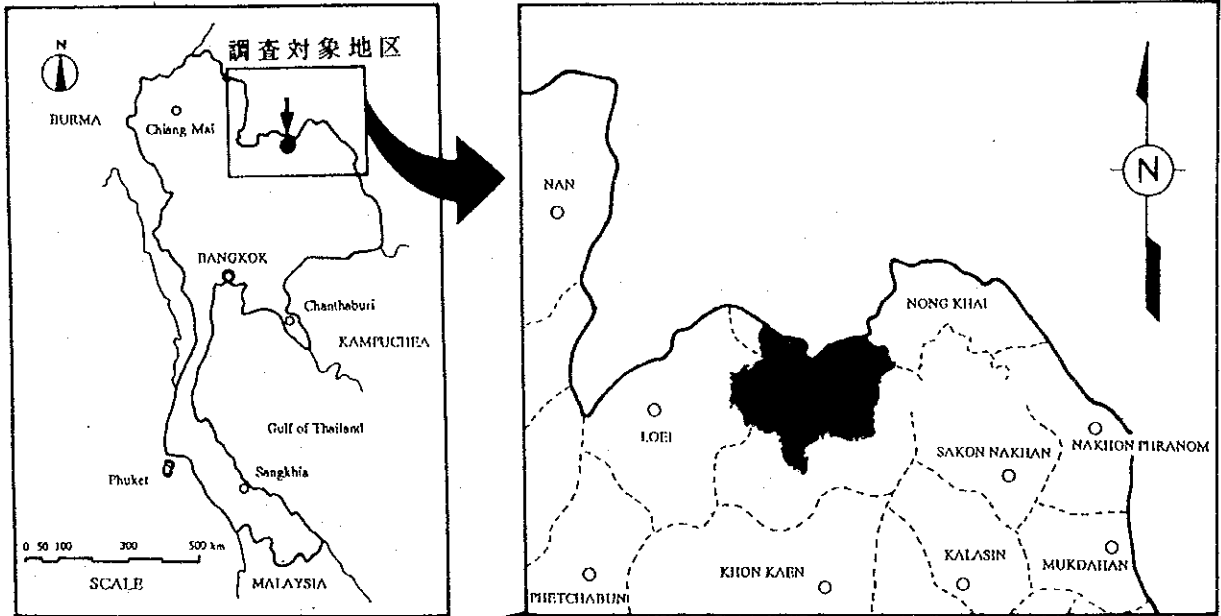 N
調査対象地区
BURMA
Chiang Mai
BANGKOK
Chanthaburi
KAMPUCHEA
Gulf of Thailand
Phuket
Sangkhia
0 50 100 300 500 km
SCALE
MALAYSIA
N
NAN
NONG KHAI
LOEI
NAKHON PHRANOM
SAKON NAKHAN
KHON KAEN
KALASIN
MUKDAHAN
PHETCHABUN